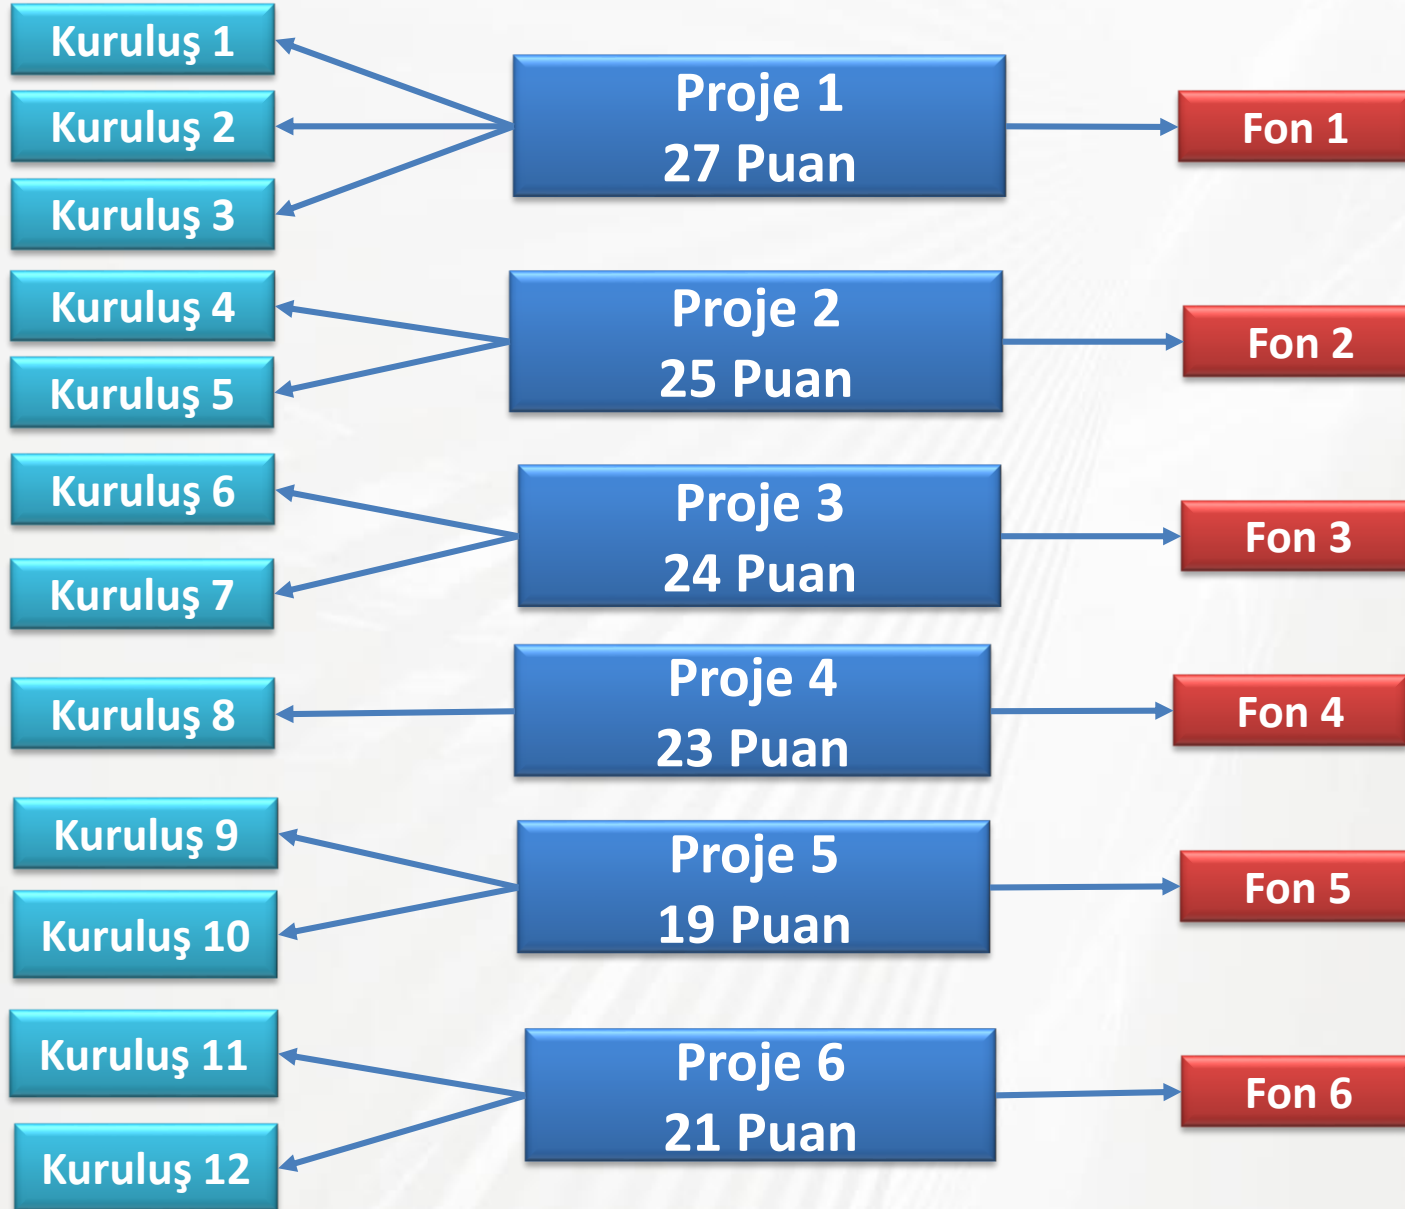 Kuruluş 1
Kuruluş 2
Kuruluş 3
Proje 1
27 Puan
Fon 1
Kuruluş 4
Kuruluş 5
Proje 2
25 Puan
Fon 2
Kuruluş 6
Kuruluş 7
Proje 3
24 Puan
Fon 3
Kuruluş 8
Proje 4
23 Puan
Fon 4
Kuruluş 9
Kuruluş 10
Proje 5
19 Puan
Fon 5
Kuruluş 11
Kuruluş 12
Proje 6
21 Puan
Fon 6